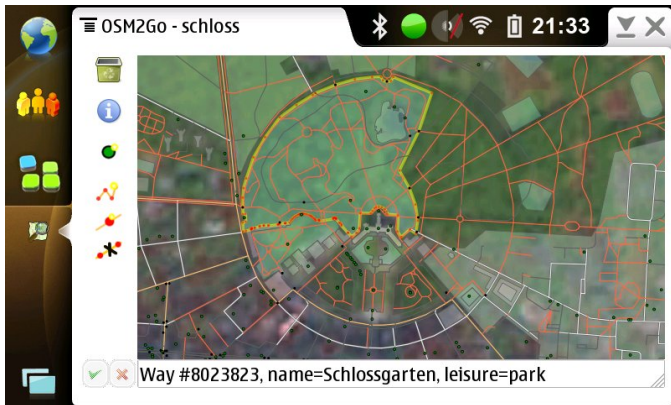 OSM2Go - schloss
21:33
Way #8023823, name=Schlossgarten, leisure=park